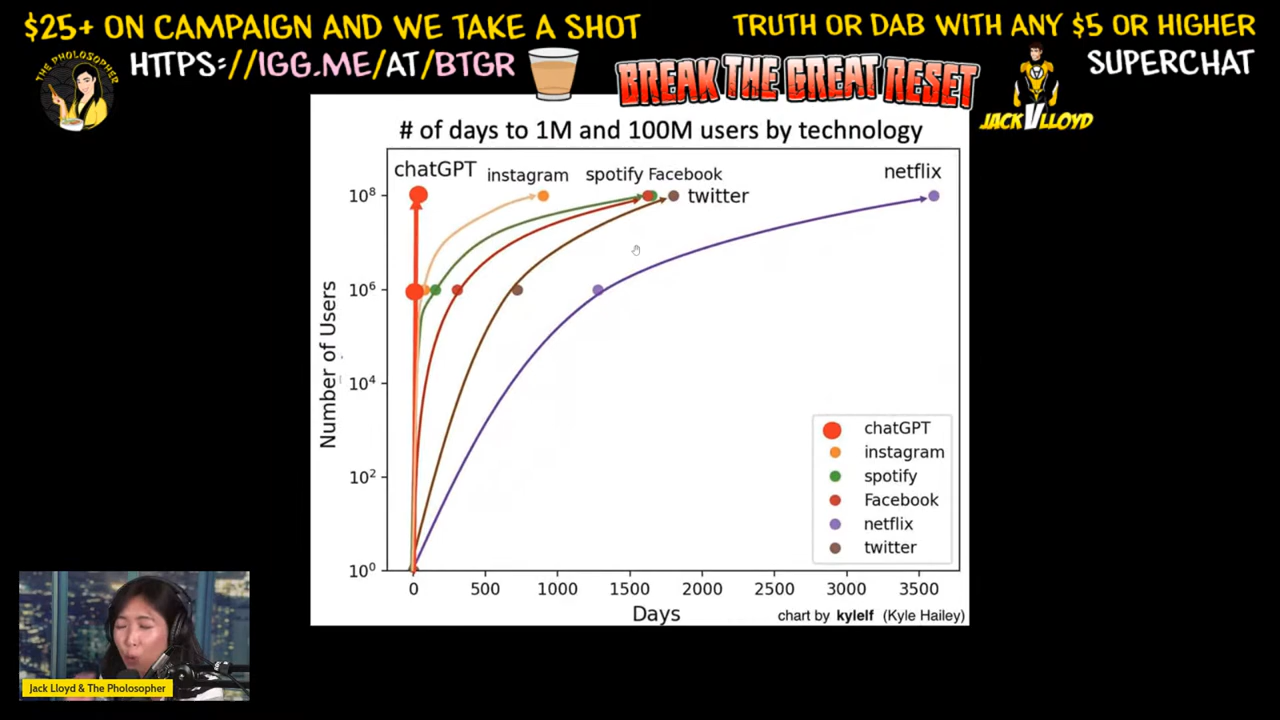 $25+ ON CAMPAIGN AND WE TAKE A SHOT
TRUTH OR DAB WITH ANY $5 OR HIGHER
HTTPS://IGG.ME/AT/BTGR
SUPERCHAT
THE PHOLOSOPHER
BREAK THE GREAT RESET
JACK V LLOYD
# of days to 1M and 100M users by technology
chatGPT
instagram
spotify
Facebook
netflix
twitter
Number of Users
10⁸
10⁶
10⁴
10²
10⁰
chatGPT
instagram
spotify
Facebook
netflix
twitter
0 500 1000 1500 2000 2500 3000 3500
Days
chart by kylelf (Kyle Hailey)
Jack Lloyd & The Pholosopher